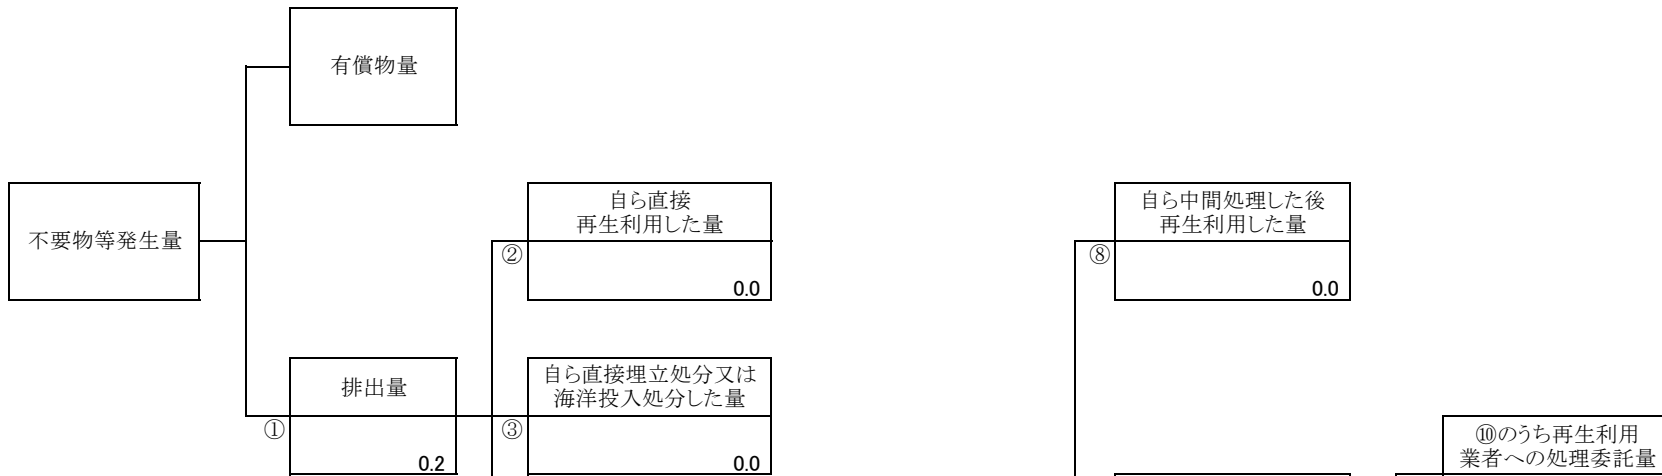 有償物量
不要物等発生量
自ら直接
再生利用した量
②
0.0
自ら中間処理した後
再生利用した量
⑧
0.0
排出量
①
0.2
自ら直接埋立処分又は
海洋投入処分した量
③
0.0
⑩のうち再生利用
業者への処理委託量